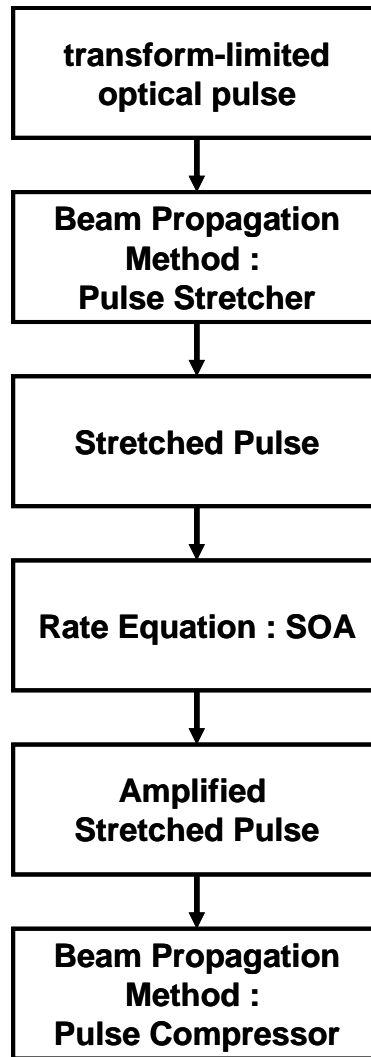 transform-limited
optical pulse
Beam Propagation
Method :
Pulse Stretcher
Stretched Pulse
Rate Equation : SOA
Amplified
Stretched Pulse
Beam Propagation
Method :
Pulse Compressor